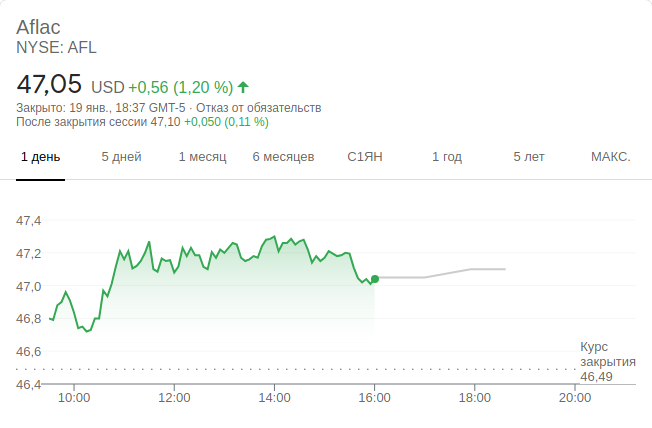 Aflac
NYSE: AFL
47,05 USD +0,56 (1,20 %)
Закрыто: 19 янв., 18:37 GMT-5 · Отказ от обязательств
После закрытия сессии 47,10 +0,050 (0,11 %)
1 день 5 дней 1 месяц 6 месяцев С1ЯН 1 год 5 лет МАКС.
47,4
47,2
47,0
46,8
46,6
46,4
Курс
закрытия
46,49
10:00 12:00 14:00 16:00 18:00 20:00